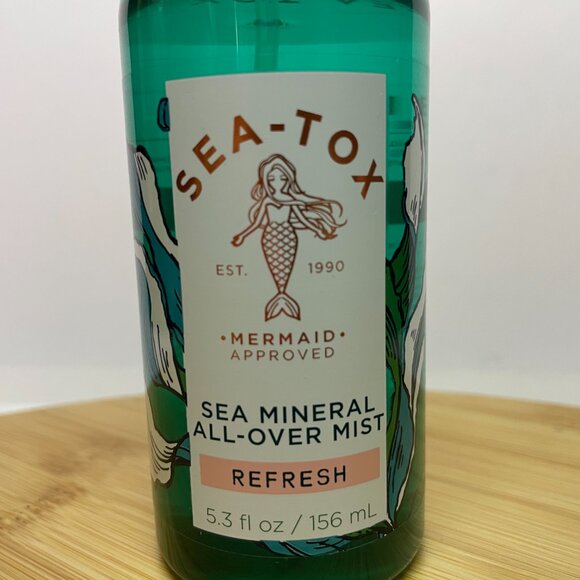 SEA-TOX
EST. 1990
•MERMAID•
APPROVED
SEA MINERAL
ALL-OVER MIST
REFRESH
5.3 fl oz / 156 mL